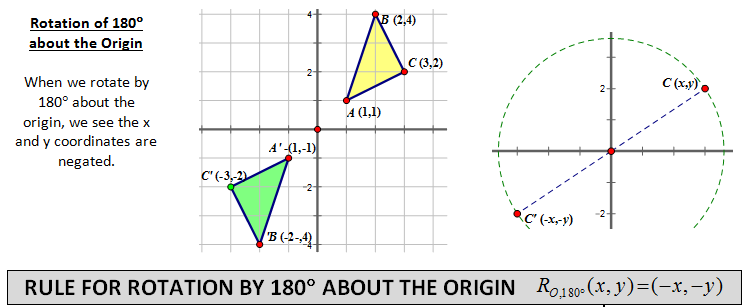 Rotation of 180°
about the Origin
When we rotate by
180° about the
origin, we see the x
and y coordinates are
negated.
4
B (2,4)
C (3,2)
2
A (1,1)
A' -(1,-1)
C' (-3,-2)
-2
'B (-2-,4)
-4
C (x,y)
2
C' (-x,-y)
-2
RULE FOR ROTATION BY 180° ABOUT THE ORIGIN R_{O,180°}(x, y)=(−x,−y)